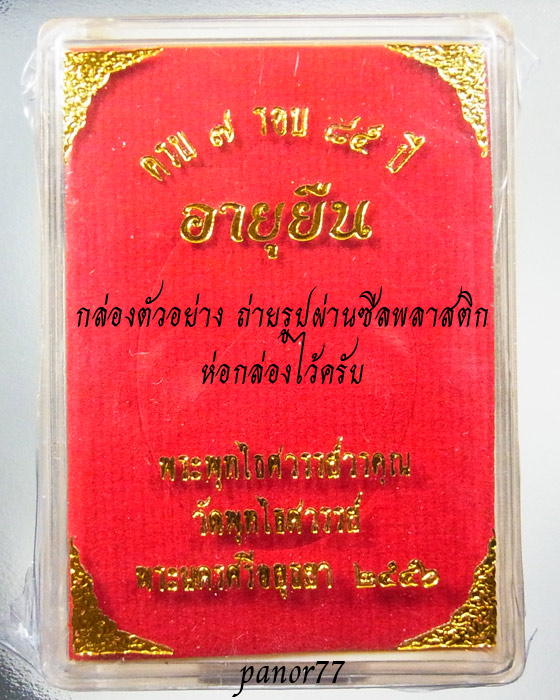 ครบ ๗ รอบ ๘๕ ปี
อายุยืน
กล่องตัวอย่าง ถ่ายรูปผ่านซีลพลาสติก
ห่อกล่องไว้ครับ
พระพุทไธศวรรย์วรคุณ
วัดพุทไธศวรรย์
พระนครศรีอยุธยา ๒๕๔๖
panor77